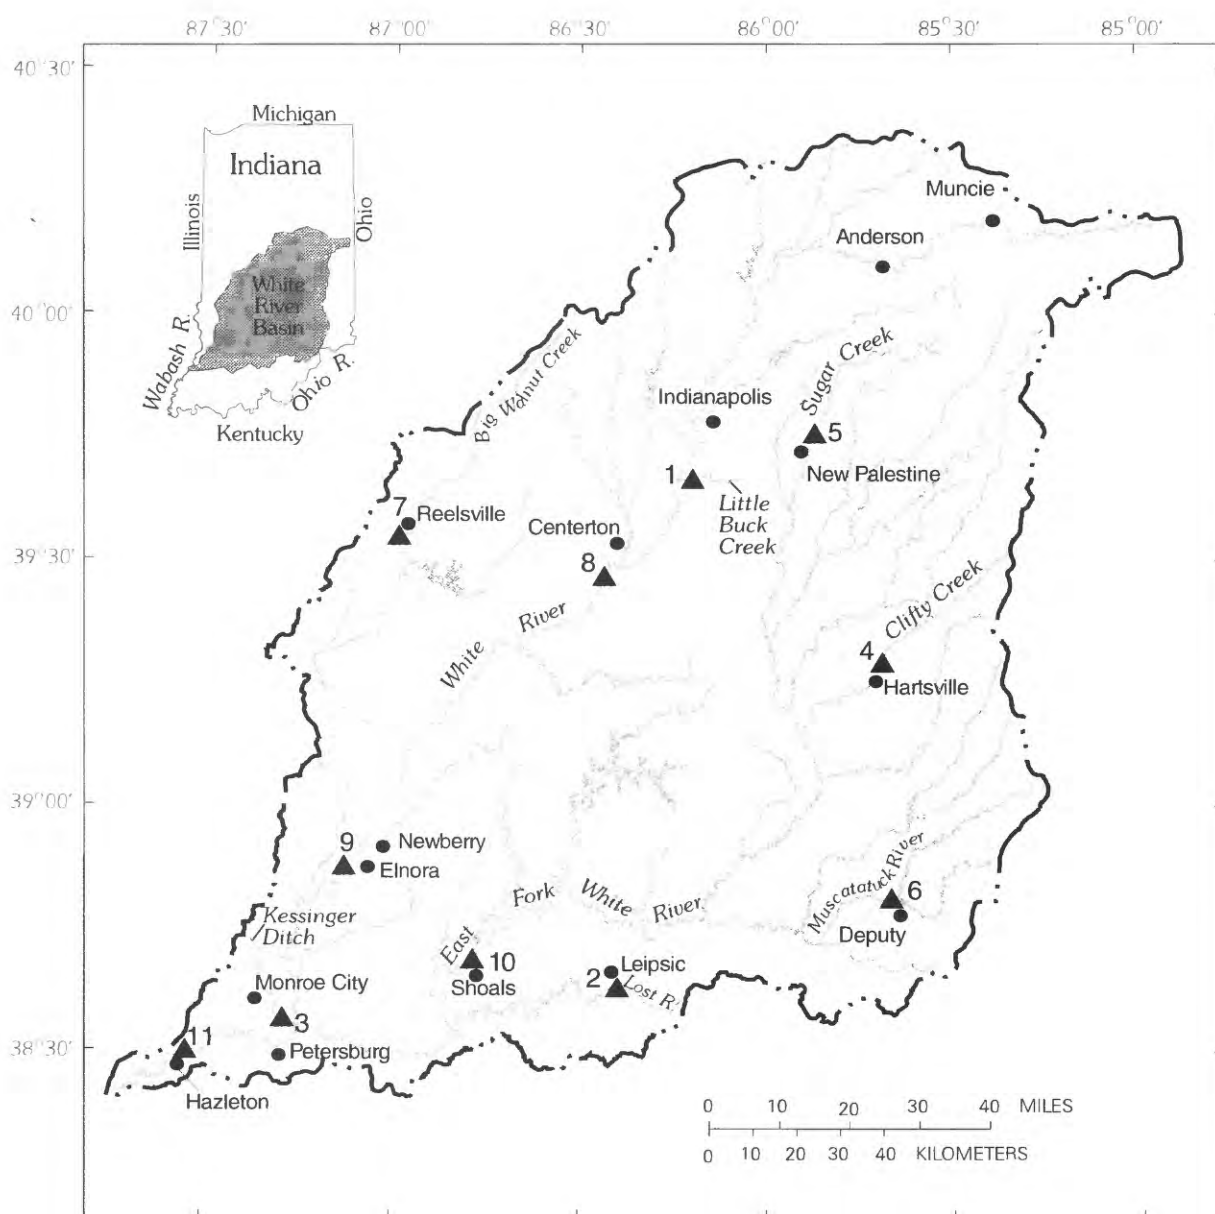 87°30' 87°00' 86°30' 86°00' 85°30' 85°00'
40°30'
Michigan
Indiana
Illinois
Ohio
White
River
Basin
Wabash R.
Ohio R.
Kentucky
Muncie
Anderson
40°00'
Big Walnut Creek
Sugar Creek
Indianapolis
5
New Palestine
1
Little
Buck
Creek
7
Reelsville
Centerton
39°30'
8
White River
Clifty Creek
4
Hartsville
39°00'
9
Newberry
Elnora
East Fork White River
Muscatatuck River
6
Deputy
Kessinger
Ditch
10
Shoals
Leipsic
2
Lost R.
Monroe City
3
11
38°30'
Petersburg
Hazleton
0 10 20 30 40 MILES
0 10 20 30 40 KILOMETERS